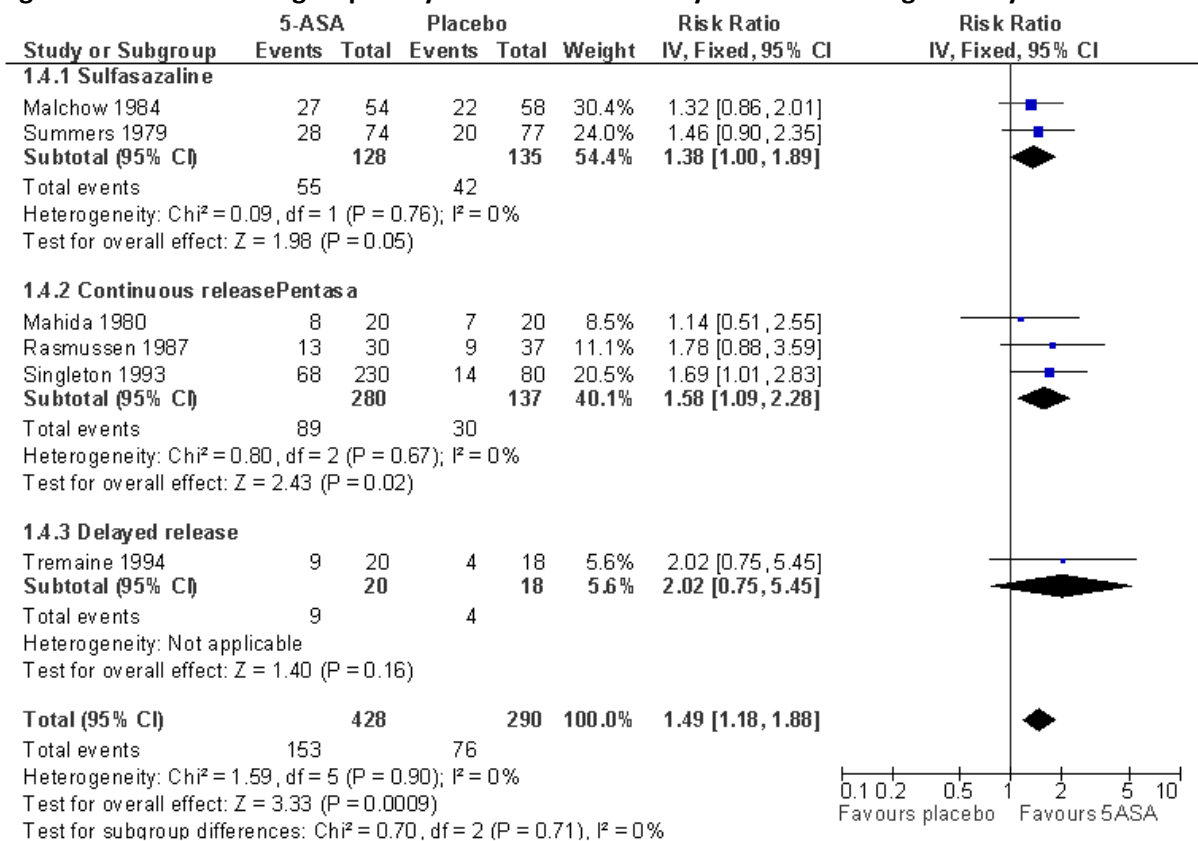 5-ASA Placebo Risk Ratio Risk Ratio
Study or Subgroup Events Total Events Total Weight IV, Fixed, 95% CI IV, Fixed, 95% CI
1.4.1 Sulfasazaline
Malchow 1984 27 54 22 58 30.4% 1.32 [0.86, 2.01]
Summers 1979 28 74 20 77 24.0% 1.46 [0.90, 2.35]
Subtotal (95% CI) 128 135 54.4% 1.38 [1.00, 1.89]
Total events 55 42
Heterogeneity: Chi² = 0.09, df = 1 (P = 0.76); I² = 0%
Test for overall effect: Z = 1.98 (P = 0.05)
1.4.2 Continuous releasePentasa
Mahida 1980 8 20 7 20 8.5% 1.14 [0.51, 2.55]
Rasmussen 1987 13 30 9 37 11.1% 1.78 [0.88, 3.59]
Singleton 1993 68 230 14 80 20.5% 1.69 [1.01, 2.83]
Subtotal (95% CI) 280 137 40.1% 1.58 [1.09, 2.28]
Total events 89 30
Heterogeneity: Chi² = 0.80, df = 2 (P = 0.67); I² = 0%
Test for overall effect: Z = 2.43 (P = 0.02)
1.4.3 Delayed release
Tremaine 1994 9 20 4 18 5.6% 2.02 [0.75, 5.45]
Subtotal (95% CI) 20 18 5.6% 2.02 [0.75, 5.45]
Total events 9 4
Heterogeneity: Not applicable
Test for overall effect: Z = 1.40 (P = 0.16)
Total (95% CI) 428 290 100.0% 1.49 [1.18, 1.88]
Total events 153 76
Heterogeneity: Chi² = 1.59, df = 5 (P = 0.90); I² = 0%
Test for overall effect: Z = 3.33 (P = 0.0009)
Test for subgroup differences: Chi² = 0.70, df = 2 (P = 0.71), I² = 0%
0.1 0.2 0.5 1 2 5 10
Favours placebo Favours 5ASA